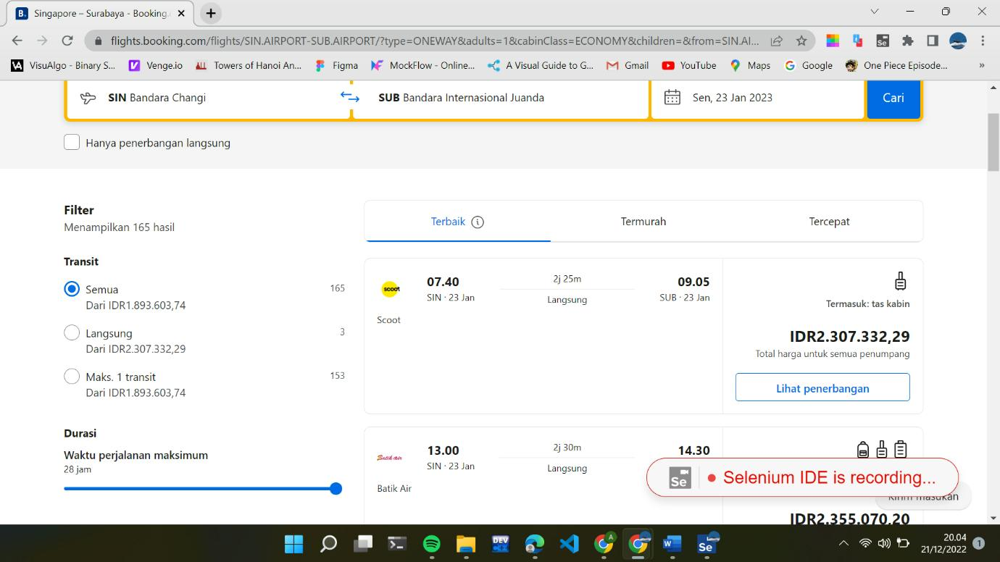 Singapore – Surabaya - Booking.
flights.booking.com/flights/SIN.AIRPORT-SUB.AIRPORT/?type=ONEWAY&adults=1&cabinClass=ECONOMY&children=&from=SIN.AI...
VisuAlgo - Binary S... Venge.io Towers of Hanoi An... Figma MockFlow - Online... A Visual Guide to G... Gmail YouTube Maps Google One Piece Episode... »
SIN Bandara Changi SUB Bandara Internasional Juanda Sen, 23 Jan 2023 Cari
Hanya penerbangan langsung
Filter
Menampilkan 165 hasil
Transit
Semua 165
Dari IDR1.893.603,74
Langsung 3
Dari IDR2.307.332,29
Maks. 1 transit 153
Dari IDR1.893.603,74
Durasi
Waktu perjalanan maksimum
28 jam
Terbaik Termurah Tercepat
scoot
Scoot
07.40 2j 25m 09.05
SIN · 23 Jan Langsung SUB · 23 Jan
Termasuk: tas kabin
IDR2.307.332,29
Total harga untuk semua penumpang
Lihat penerbangan
Batik air
Batik Air
13.00 2j 30m 14.30
SIN · 23 Jan Langsung
Se Selenium IDE is recording...
Kirim masukan
IDR2.355.070,20
DEV C++ A Se
20.04
21/12/2022 1